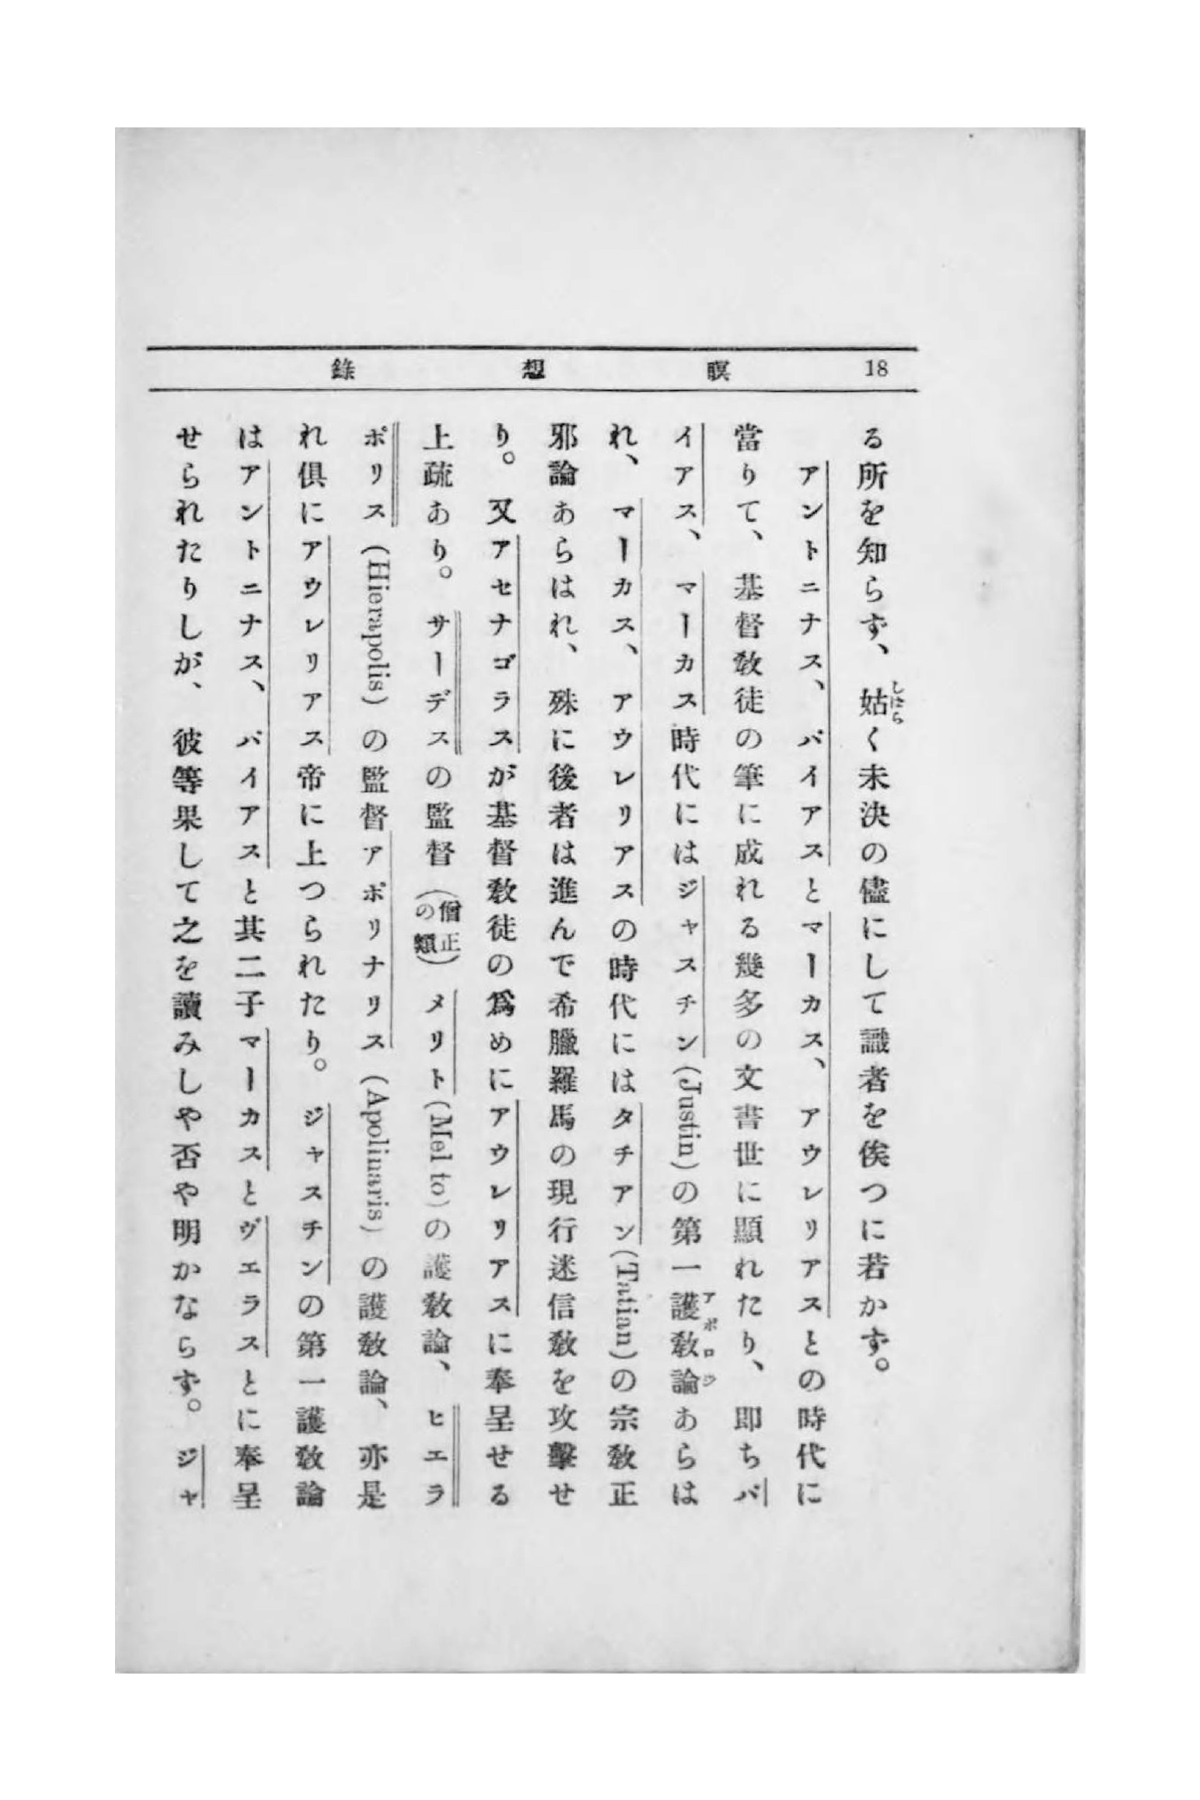 18 瞑想錄
る所を知らず、姑く未決の儘にして識者を俟つに若かず。
しばら
アントニナス、バイアスとマーカス、アウレリアスとの時代に
當りて、基督敎徒の筆に成れる幾多の文書世に顯れたり、即ちバ
イアス、マーカス時代にはジャスチン(Justin)の第一護敎論あらは
アポロジ
れ、マーカス、アウレリアスの時代にはタチアン(Tatian)の宗敎正
邪論あらはれ、殊に後者は進んで希臘羅馬の現行迷信敎を攻擊せ
り。又アセナゴラスが基督敎徒の爲めにアウレリアスに奉呈せる
上疏あり。サーデスの監督(僧正の類)メリト(Mel to)の護敎論、ヒエラ
ポリス(Hierapolis)の監督アポリナリス(Apolinaris)の護敎論、亦是
れ俱にアウレリアス帝に上つられたり。ジャスチンの第一護敎論
はアントニナス、バイアスと其二子マーカスとヴェラスとに奉呈
せられたりしが、彼等果して之を讀みしや否や明かならず。ジャ